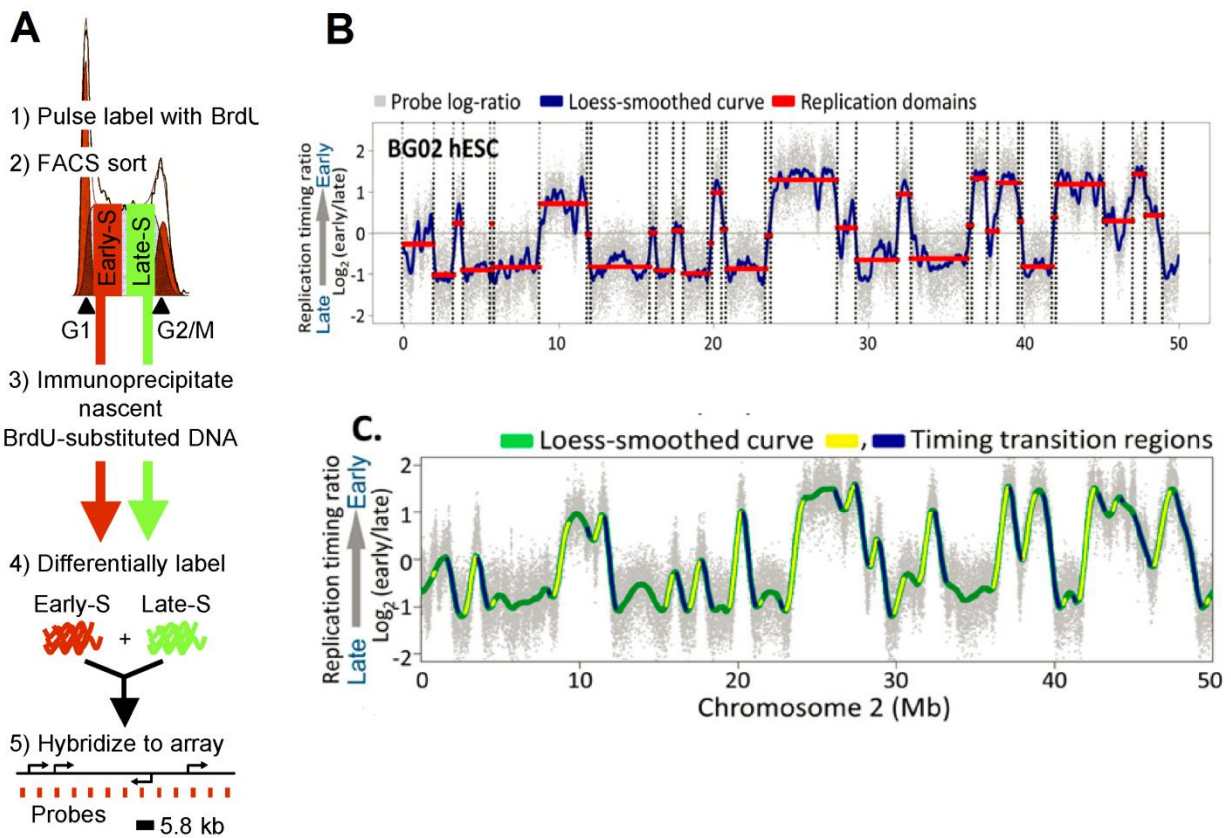 A
1) Pulse label with BrdU
2) FACS sort
Early-S
Late-S
G1
G2/M
3) Immunoprecipitate
nascent
BrdU-substituted DNA
4) Differentially label
Early-S
Late-S
+
5) Hybridize to array
Probes
5.8 kb
B
Probe log-ratio
Loess-smoothed curve
Replication domains
BG02 hESC
Replication timing ratio
Late
Early
Log2 (early/late)
2
1
0
-1
-2
0 10 20 30 40 50
C.
Loess-smoothed curve
, Timing transition regions
Replication timing ratio
Late
Early
Log2 (early/late)
2
1
0
-1
-2
0 10 20 30 40 50
Chromosome 2 (Mb)